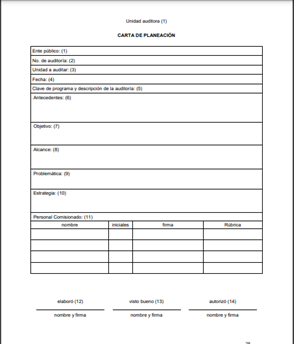 Unidad auditora (1)
CARTA DE PLANEACIÓN
Ente público: (1)
No. de auditoría: (2)
Unidad a auditar: (3)
Fecha: (4)
Clave de programa y descripción de la auditoría: (5)
Antecedentes: (6)
Objetivo: (7)
Alcance: (8)
Problemática: (9)
Estrategia: (10)
Personal Comisionado: (11)
nombre iniciales firma Rúbrica
elaboró (12) visto bueno (13) autorizó (14)
nombre y firma nombre y firma nombre y firma